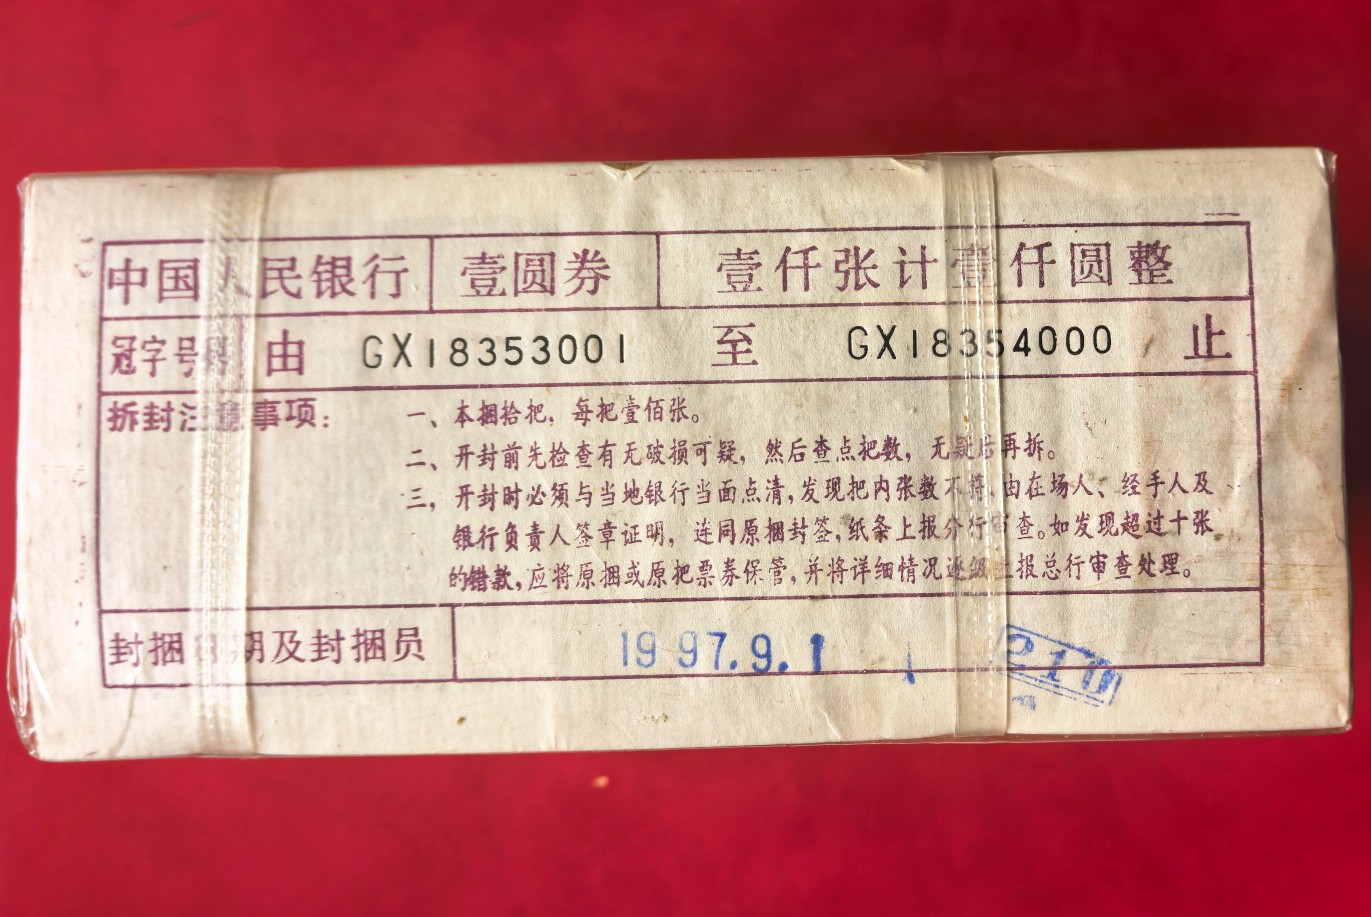 中国人民银行 壹圆券 壹仟张计壹仟圆整
冠字号码 由 GX18353001 至 GX18354000 止
拆封注意事项: 一、本捆拾把,每把壹佰张。
二、开封前先检查有无破损可疑,然后查点把数,无疑后再拆。
三、开封时必须与当地银行当面点清,发现把内张数不符,由在场人、经手人及
银行负责人签章证明,连同原捆封签,纸条上报分行审查。如发现超过十张
的错款,应将原捆或原把票券保管,并将详细情况逐级上报总行审查处理。
封捆日期及封捆员 1997.9.1 210